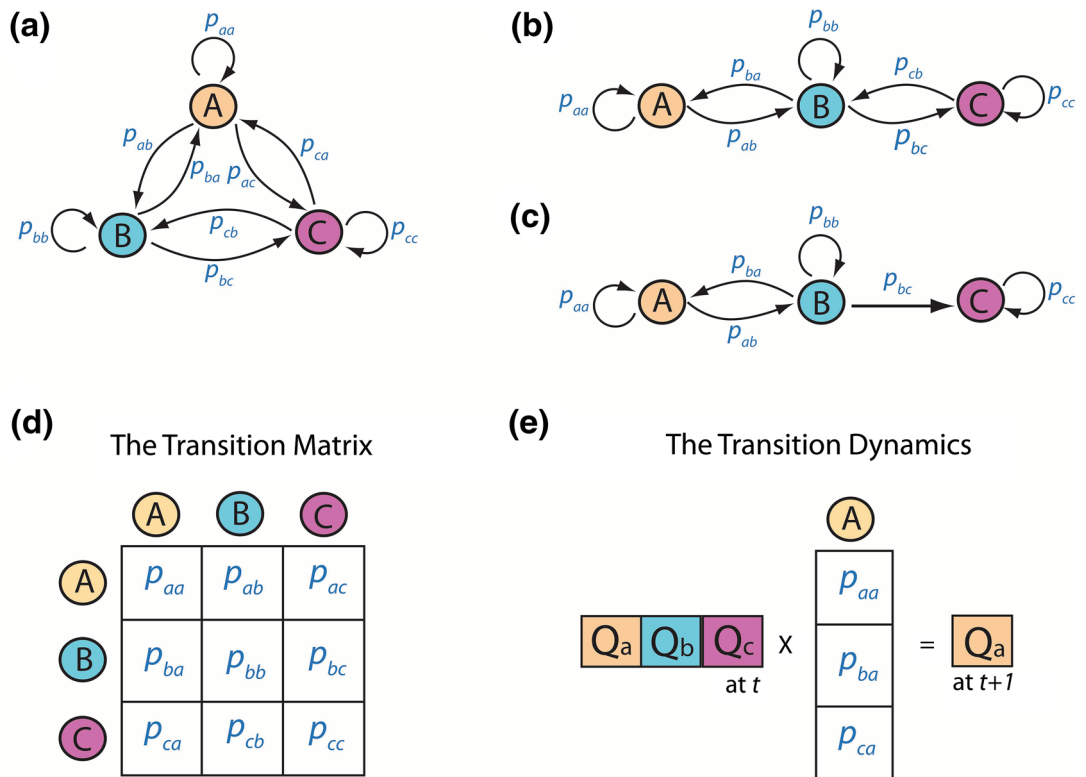 (a)
p_aa
A
p_ab
p_ba
p_ac
p_ca
p_bb
B
p_cb
C
p_cc
p_bc
(b)
p_bb
p_ba
p_cb
p_aa
A
B
C
p_cc
p_ab
p_bc
(c)
p_bb
p_ba
p_bc
p_aa
A
B
C
p_cc
p_ab
(d)
The Transition Matrix
A B C
A p_aa p_ab p_ac
B p_ba p_bb p_bc
C p_ca p_cb p_cc
(e)
The Transition Dynamics
A
p_aa
Q_a Q_b Q_c X p_ba = Q_a
at t
at t+1
p_ca